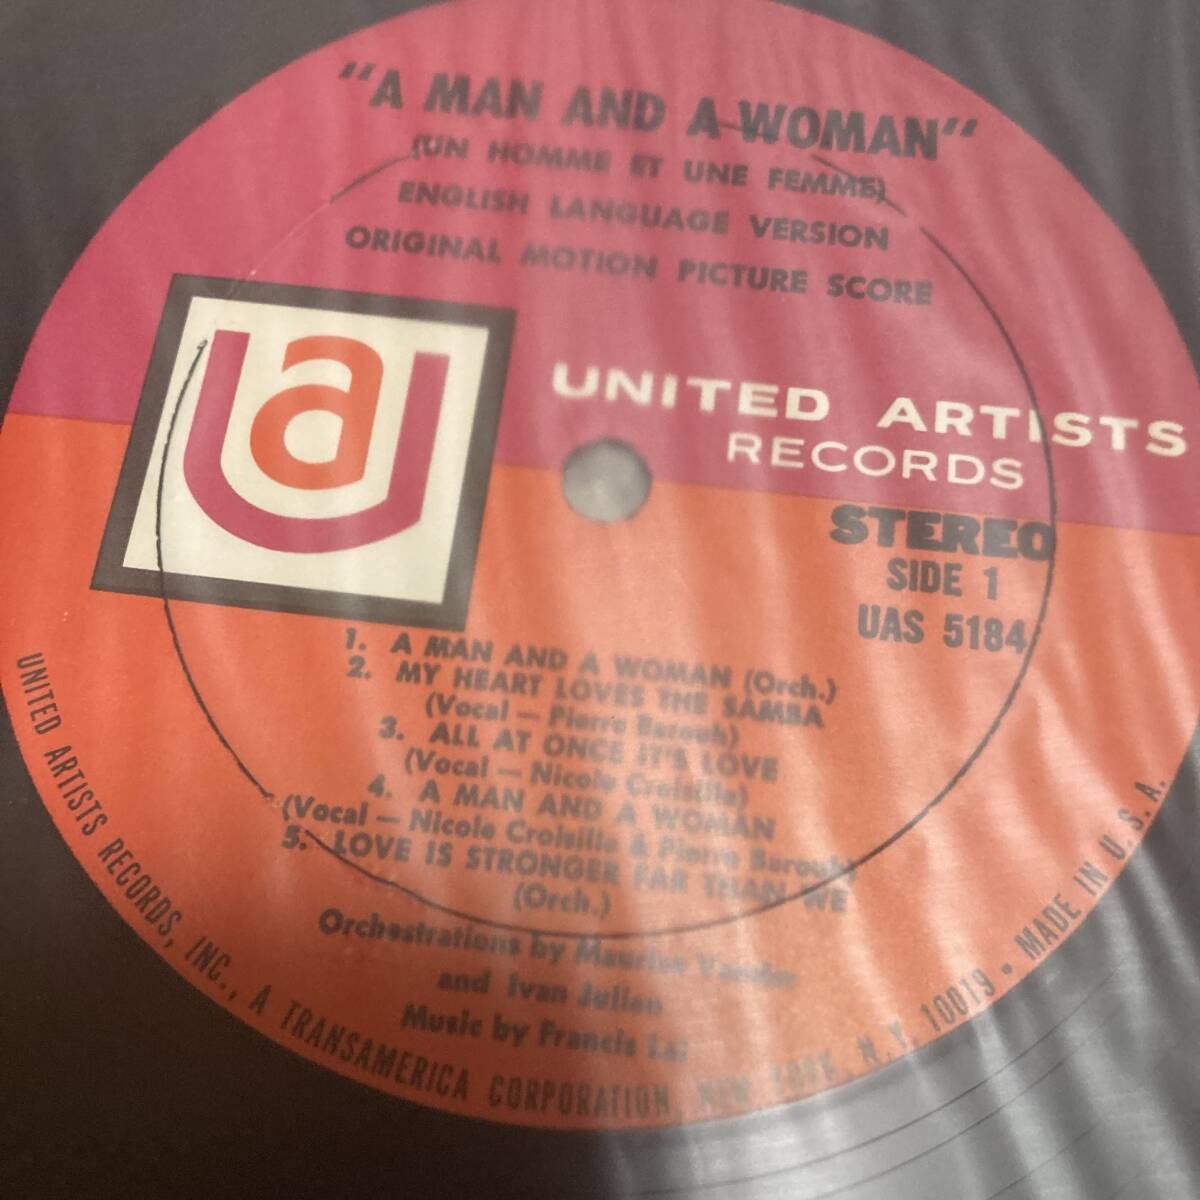 "A MAN AND A WOMAN"
(UN HOMME ET UNE FEMME)
ENGLISH LANGUAGE VERSION
ORIGINAL MOTION PICTURE SCORE
ua
UNITED ARTISTS
RECORDS
STEREO
SIDE 1
UAS 5184
1. A MAN AND A WOMAN (Orch.)
2. MY HEART LOVES THE SAMBA
(Vocal — Pierre Barouh)
3. ALL AT ONCE IT'S LOVE
(Vocal — Nicole Croisille)
4. A MAN AND A WOMAN
(Vocal — Nicole Croisille & Pierre Barouh)
5. LOVE IS STRONGER FAR THAN WE
(Orch.)
Orchestrations by Maurice Vander
and Ivan Julien
Music by Francis Lai
UNITED ARTISTS RECORDS, INC., A TRANSAMERICA CORPORATION, NEW YORK, N.Y. 10019 • MADE IN U.S.A.